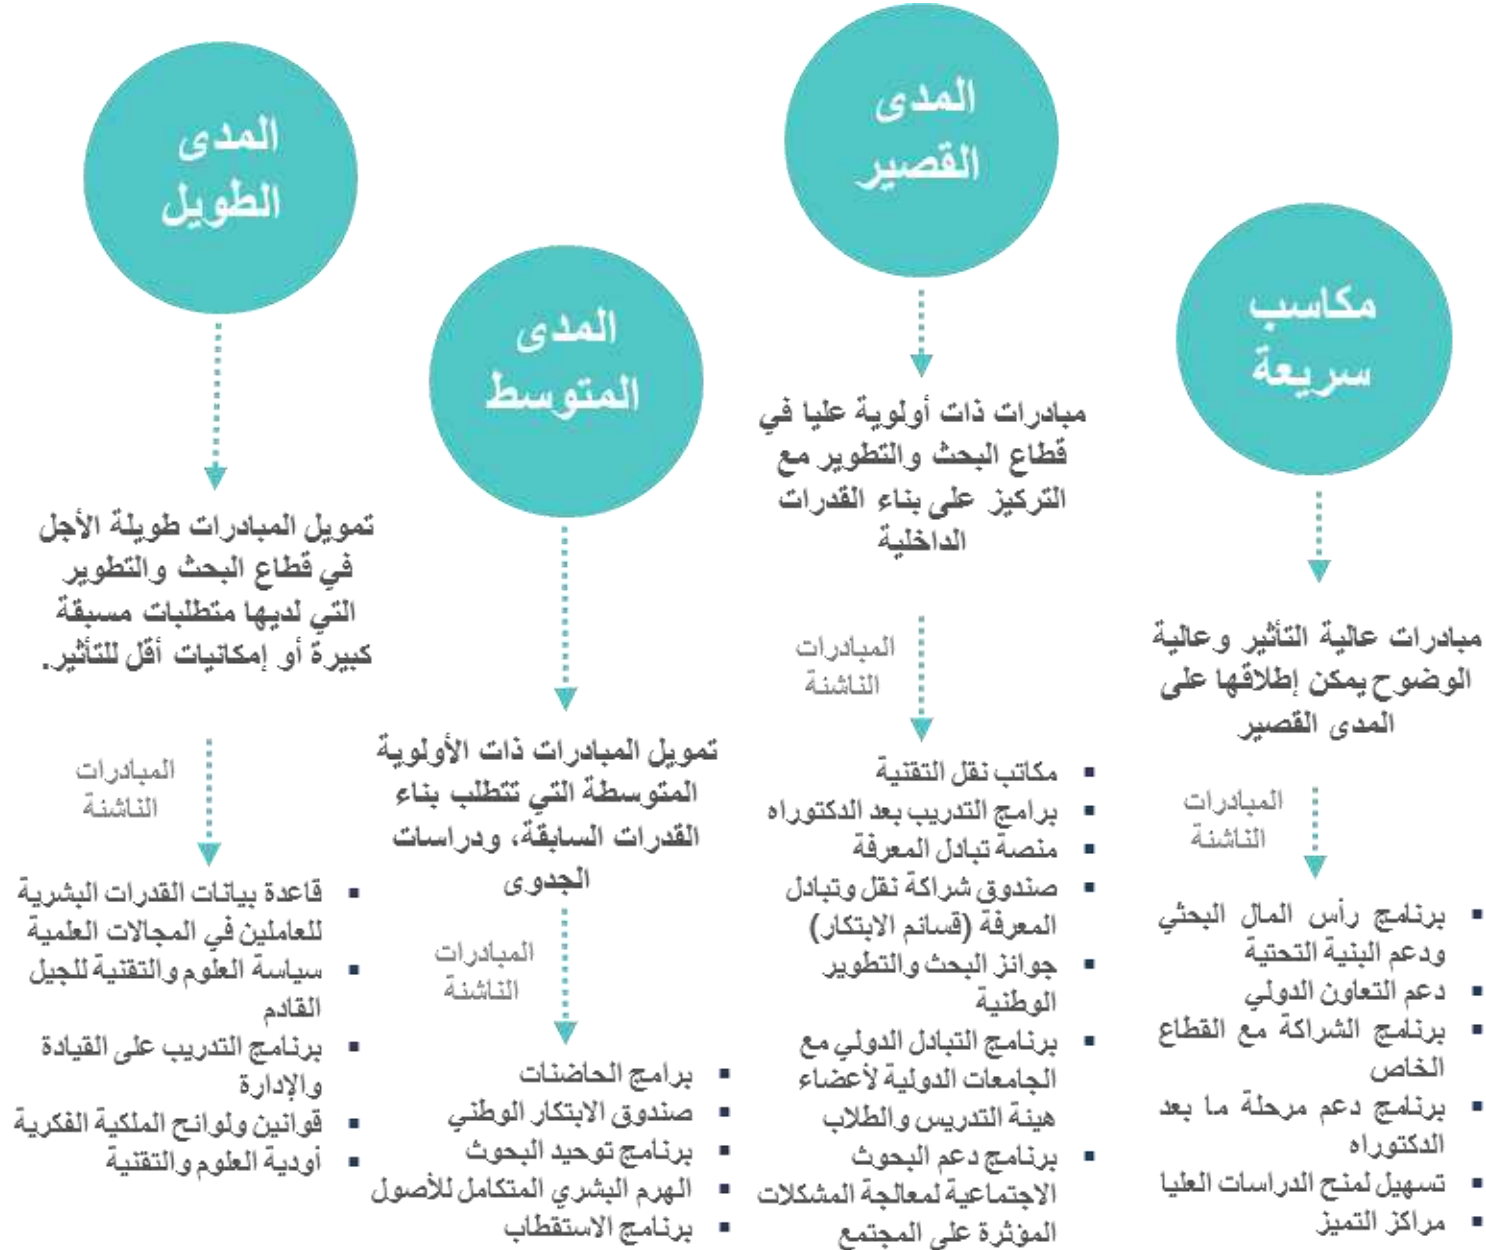 مكاسب
سريعة
مبادرات عالية التأثير وعالية
الوضوح يمكن إطلاقها على
المدى القصير
المبادرات
الناشئة
▪ برنامج رأس المال البحثي
ودعم البنية التحتية
▪ دعم التعاون الدولي
▪ برنامج الشراكة مع القطاع
الخاص
▪ برنامج دعم مرحلة ما بعد
الدكتوراه
▪ تسهيل لمنح الدراسات العليا
▪ مراكز التميز
المدى
القصير
مبادرات ذات أولوية عليا في
قطاع البحث والتطوير مع
التركيز على بناء القدرات
الداخلية
المبادرات
الناشئة
▪ مكاتب نقل التقنية
▪ برامج التدريب بعد الدكتوراه
▪ منصة تبادل المعرفة
▪ صندوق شراكة نقل وتبادل
المعرفة (قسائم الابتكار)
▪ جوائز البحث والتطوير
الوطنية
▪ برنامج التبادل الدولي مع
الجامعات الدولية لأعضاء
هيئة التدريس والطلاب
▪ برنامج دعم البحوث
الاجتماعية لمعالجة المشكلات
المؤثرة على المجتمع
المدى
المتوسط
تمويل المبادرات ذات الأولوية
المتوسطة التي تتطلب بناء
القدرات السابقة، ودراسات
الجدوى
المبادرات
الناشئة
▪ برامج الحاضنات
▪ صندوق الابتكار الوطني
▪ برنامج توحيد البحوث
▪ الهرم البشري المتكامل للأصول
▪ برنامج الاستقطاب
المدى
الطويل
تمويل المبادرات طويلة الأجل
في قطاع البحث والتطوير
التي لديها متطلبات مسبقة
كبيرة أو إمكانيات أقل للتأثير.
المبادرات
الناشئة
▪ قاعدة بيانات القدرات البشرية
للعاملين في المجالات العلمية
▪ سياسة العلوم والتقنية للجيل
القادم
▪ برنامج التدريب على القيادة
والإدارة
▪ قوانين ولوائح الملكية الفكرية
▪ أودية العلوم والتقنية